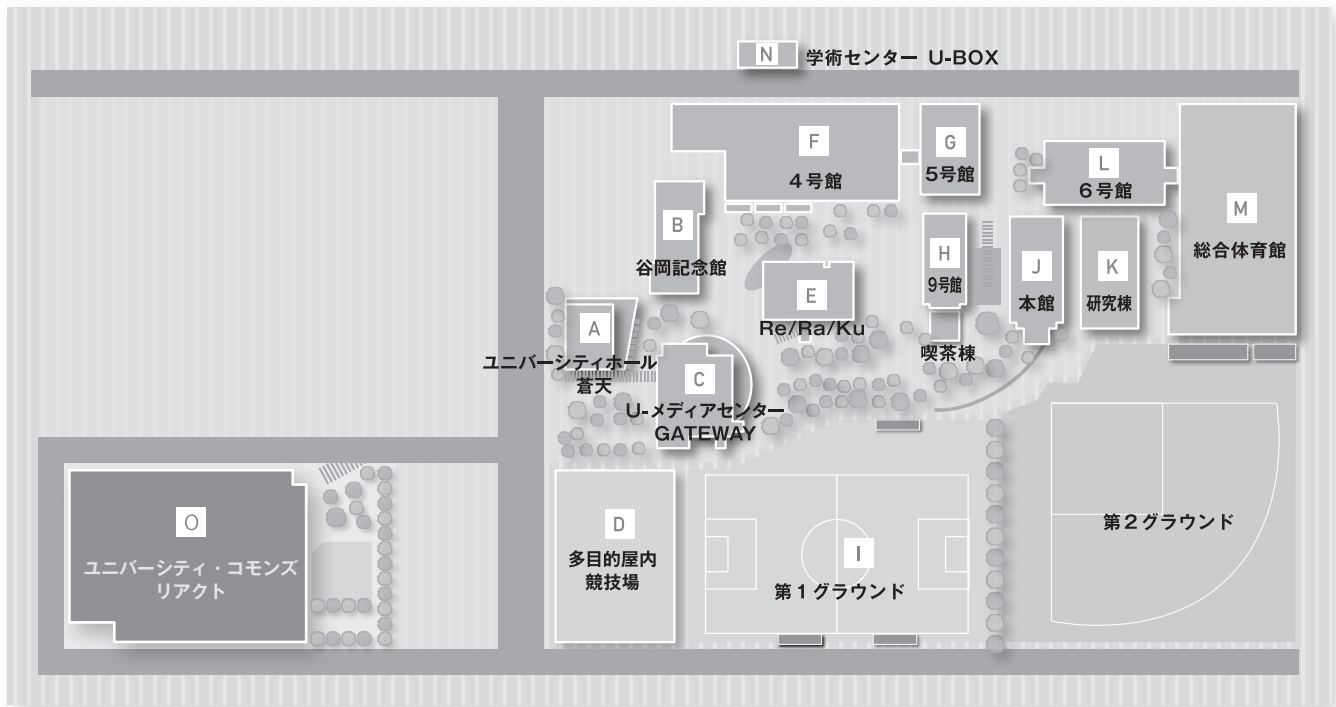 N
学術センター U-BOX
F
4号館
G
5号館
L
6号館
M
総合体育館
B
谷岡記念館
H
9号館
喫茶棟
J
本館
K
研究棟
E
Re/Ra/Ku
A
ユニバーシティホール
蒼天
C
U-メディアセンター
GATEWAY
O
ユニバーシティ・コモンズ
リアクト
D
多目的屋内
競技場
I
第1グラウンド
第2グラウンド